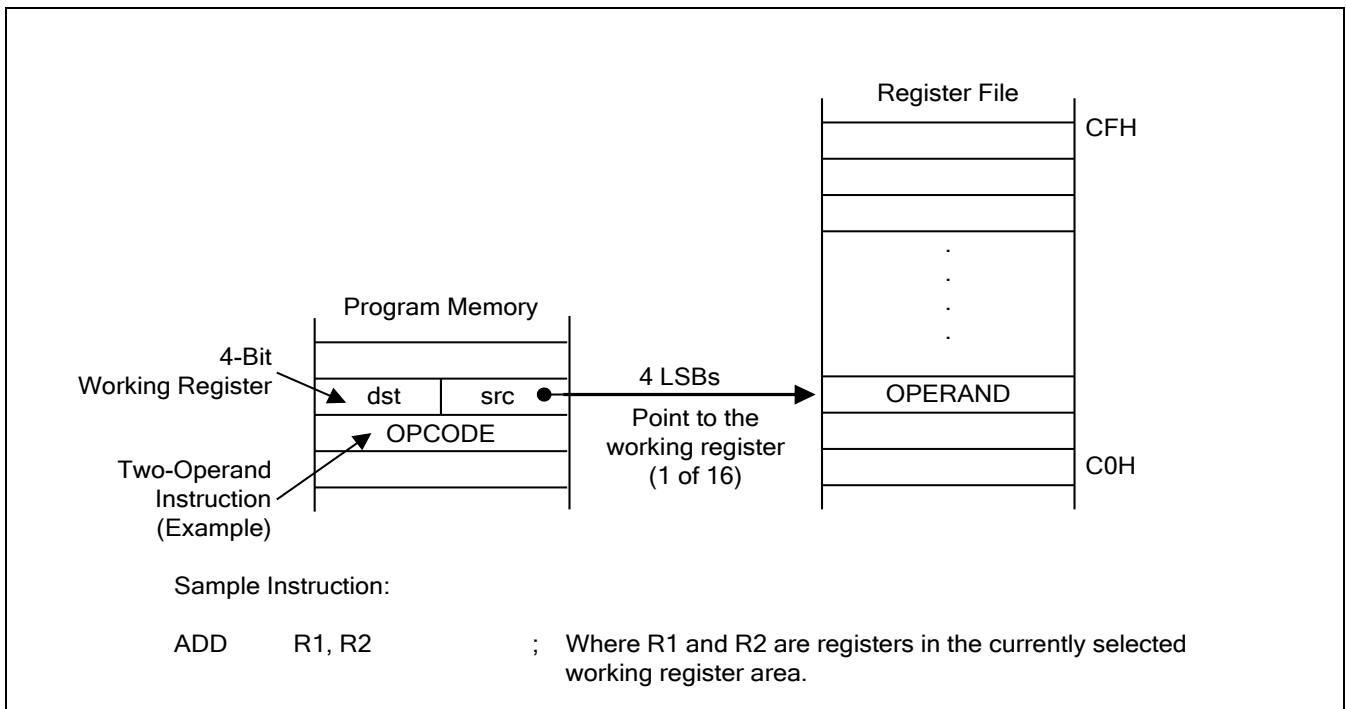 Register File
CFH
Program Memory
4-Bit
Working Register
dst
src
4 LSBs
OPERAND
OPCODE
Point to the
working register
(1 of 16)
C0H
Two-Operand
Instruction
(Example)
Sample Instruction:
ADD R1, R2 ; Where R1 and R2 are registers in the currently selected
working register area.